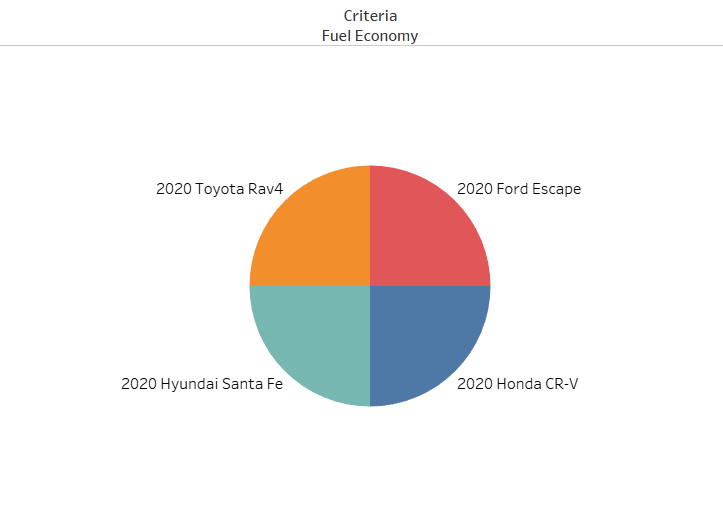 Criteria
Fuel Economy
2020 Toyota Rav4
2020 Ford Escape
2020 Hyundai Santa Fe
2020 Honda CR-V